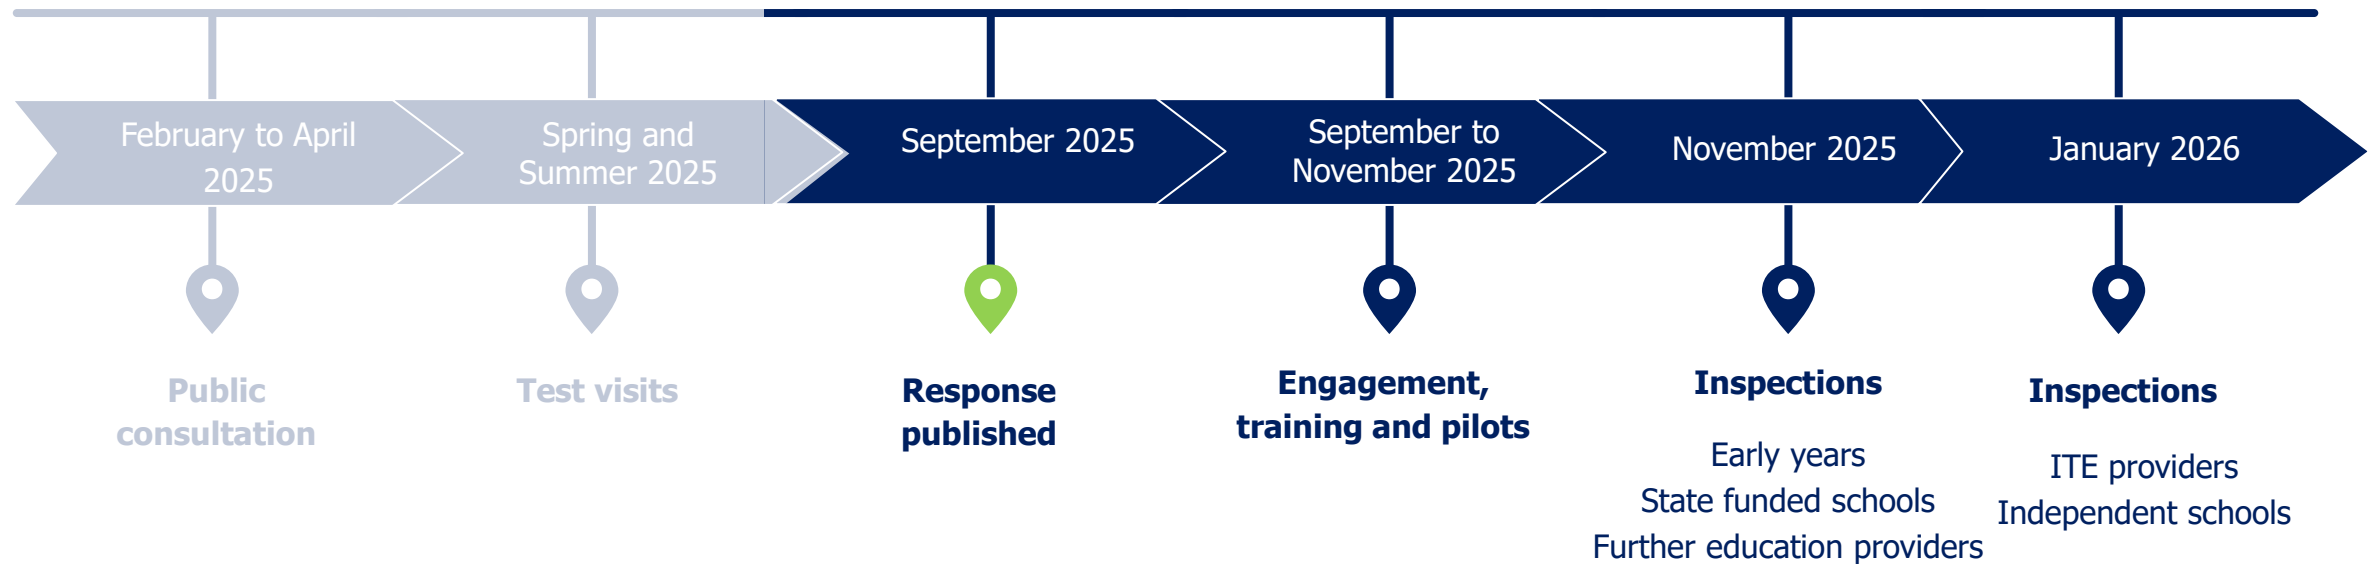 February to April
2025
Spring and
Summer 2025
September 2025
September to
November 2025
November 2025
January 2026
Public
consultation
Test visits
Response
published
Engagement,
training and pilots
Inspections
Early years
State funded schools
Further education providers
Inspections
ITE providers
Independent schools